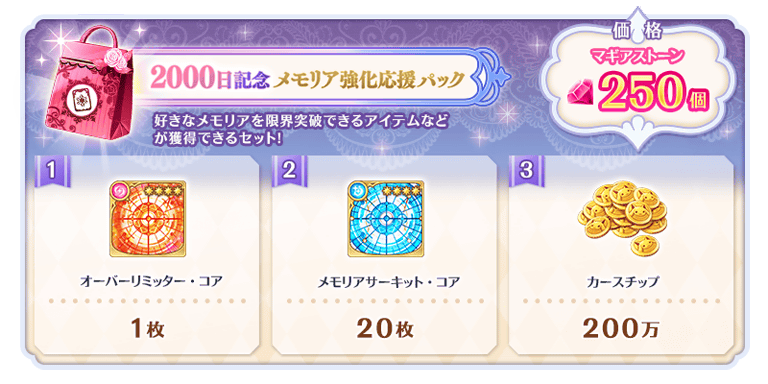 2000日記念 メモリア強化応援パック
好きなメモリアを限界突破できるアイテムなど
が獲得できるセット!
価格
マギアストーン
250個
1
オーバーリミッター・コア
1枚
2
メモリアサーキット・コア
20枚
3
カースチップ
200万